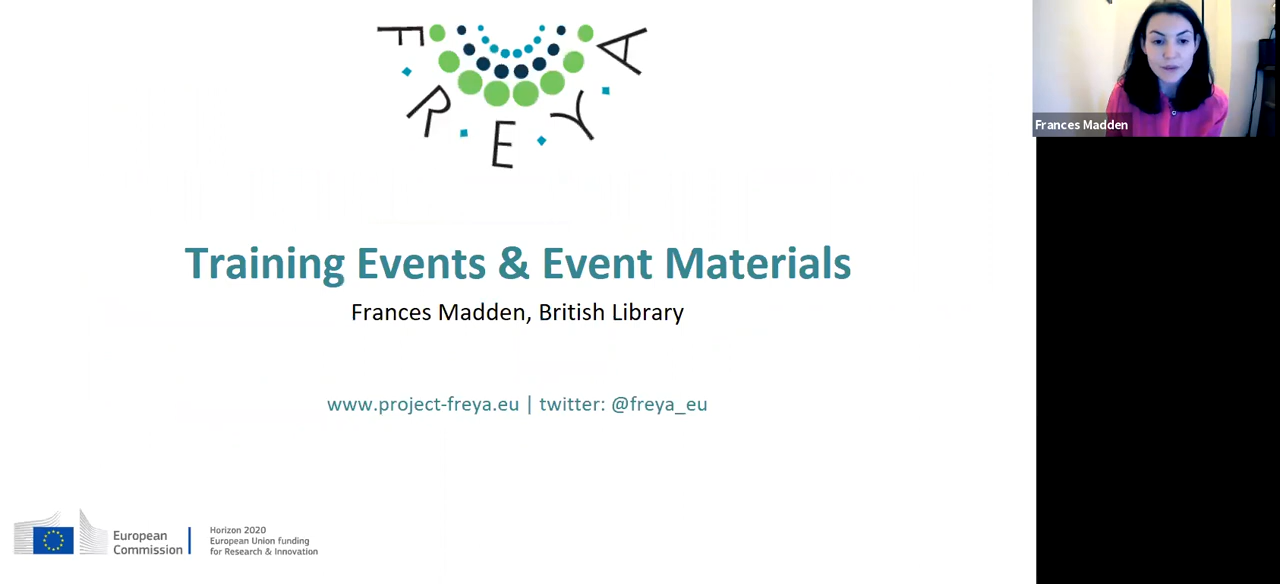 FREYA
Frances Madden
Training Events & Event Materials
Frances Madden, British Library
www.project-freya.eu | twitter: @freya_eu
European
Commission
Horizon 2020
European Union funding
for Research & Innovation